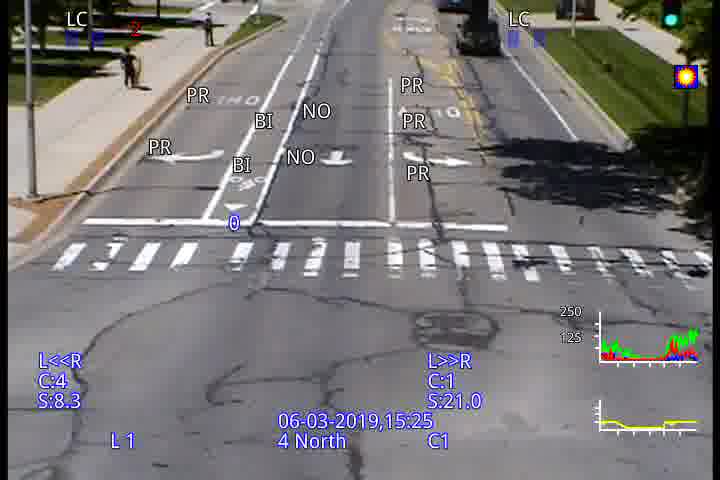 LC
2
LC
PR
PR
NO
BI
PR
PR
NO
BI
PR
0
250
125
L<<R
C:4
S:8.3
L>>R
C:1
S:21.0
06-03-2019,15:25
L 1
4 North
C1